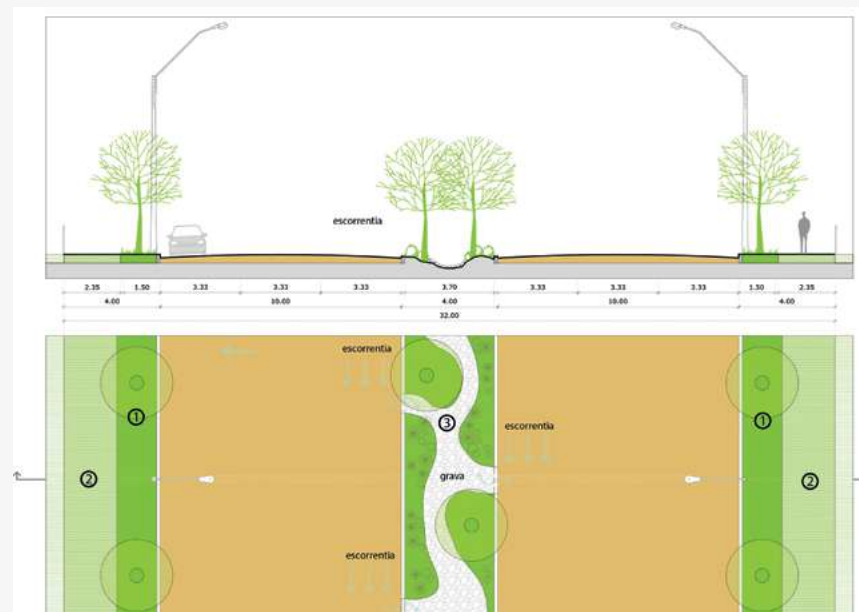 escorrentia
2.35 1.50 3.33 3.33 3.33 3.70 3.33 3.33 3.33 1.50 2.35
4.00 10.00 4.00 10.00 4.00
32.00
escorrentia
1 3 1
escorrentia
2 grava 2
escorrentia